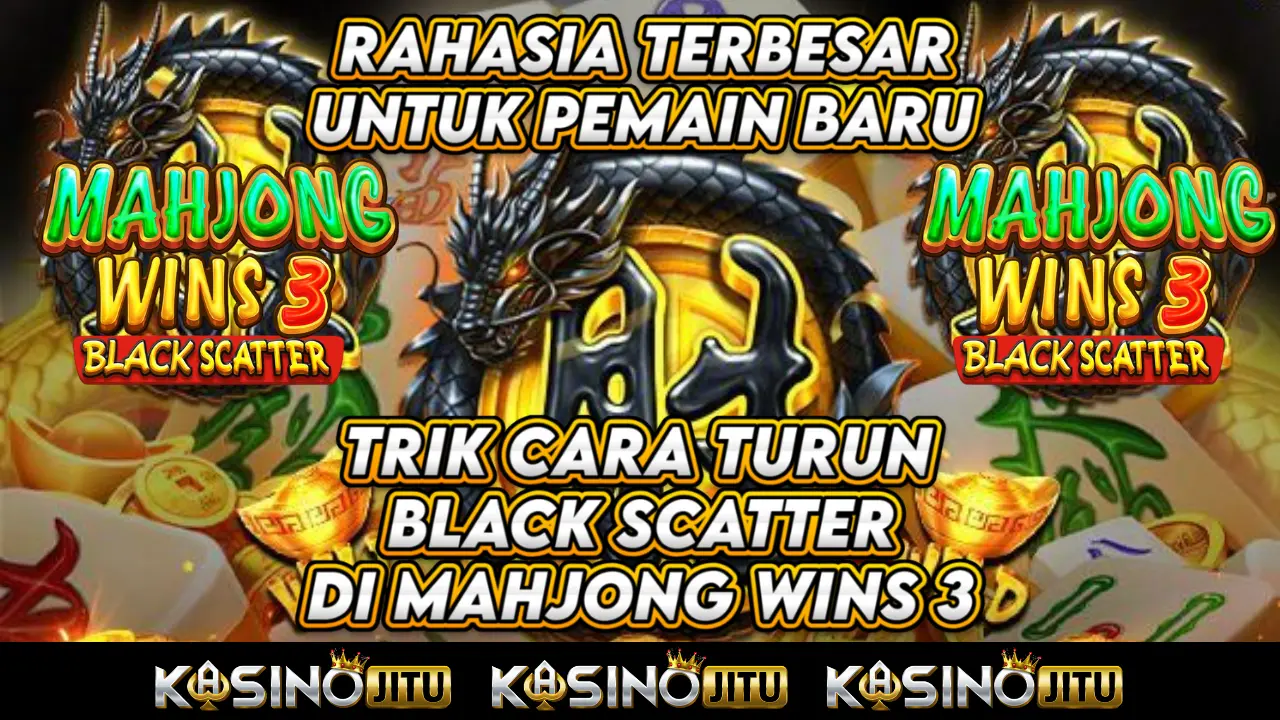 RAHASIA TERBESAR
UNTUK PEMAIN BARU
MAHJONG
WINS 3
BLACK SCATTER
MAHJONG
WINS 3
BLACK SCATTER
TRIK CARA TURUN
BLACK SCATTER
DI MAHJONG WINS 3
KASINOJITU KASINOJITU KASINOJITU